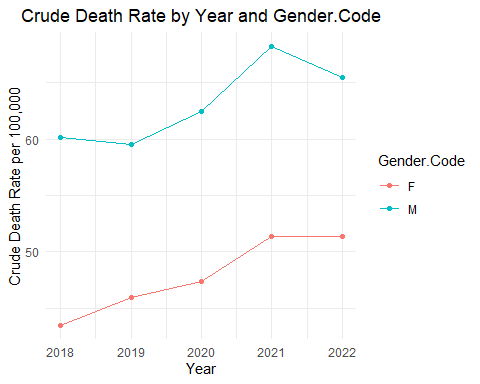 Crude Death Rate by Year and Gender.Code
Crude Death Rate per 100,000
60
50
2018 2019 2020 2021 2022
Year
Gender.Code
F
M